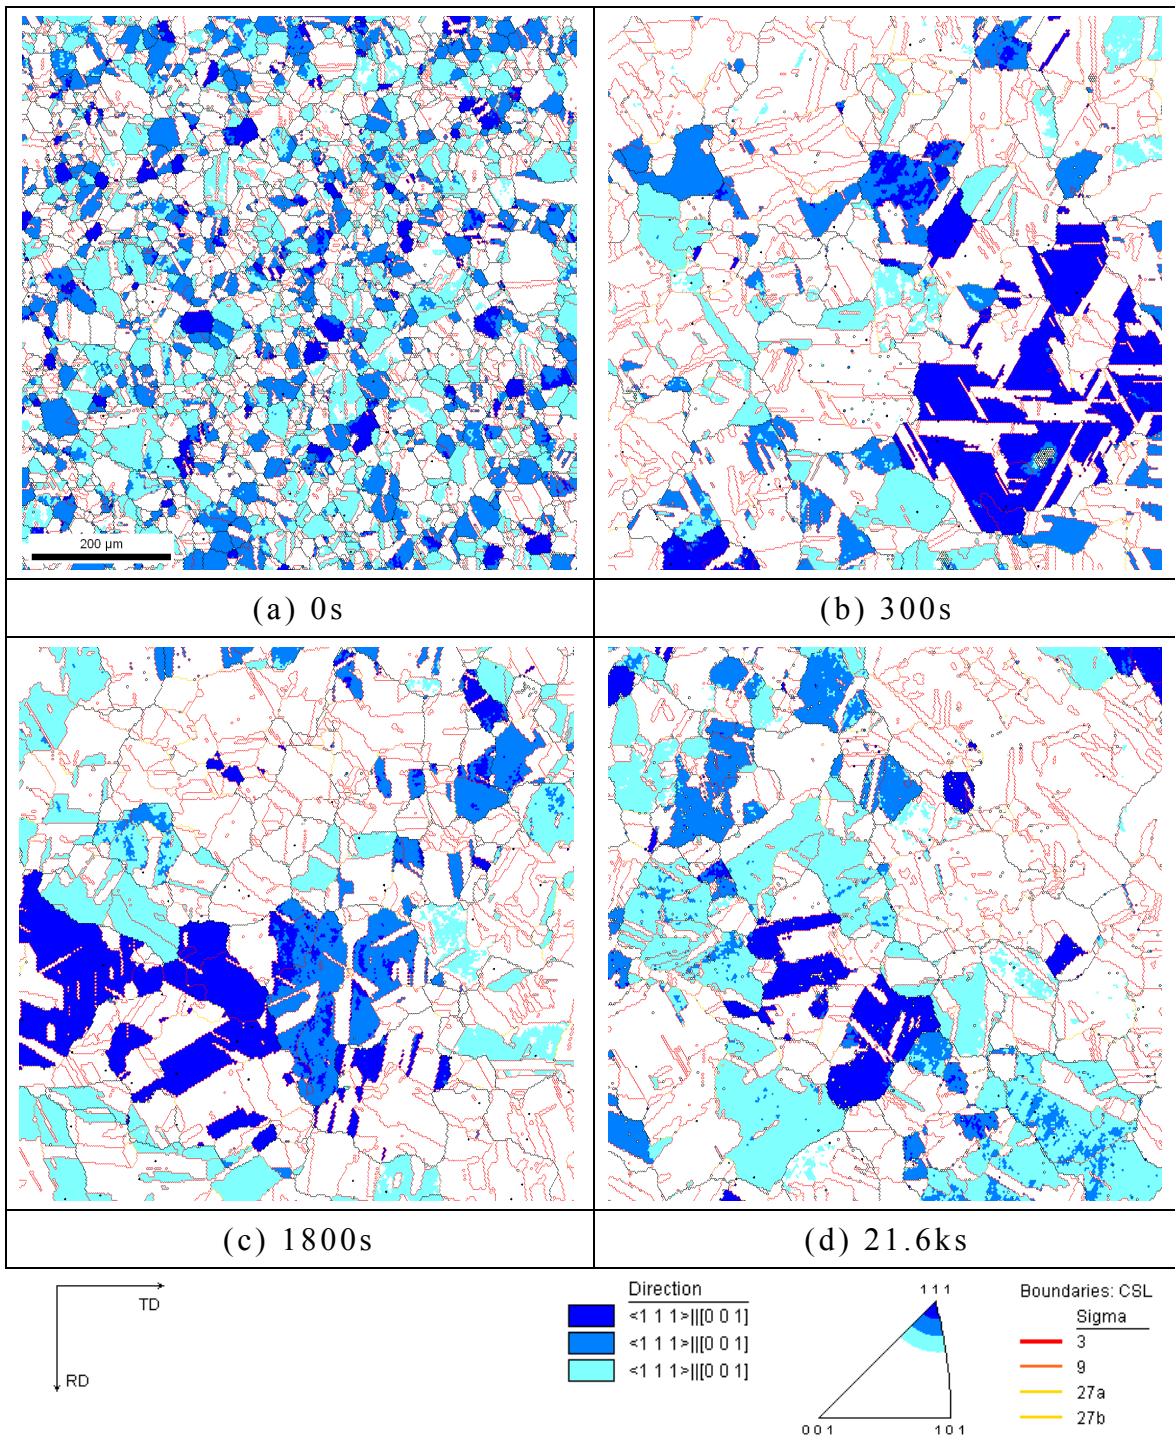 200 µm
(a) 0s
(b) 300s
(c) 1800s
(d) 21.6ks
TD
RD
Direction
<1 1 1>||[0 0 1]
<1 1 1>||[0 0 1]
<1 1 1>||[0 0 1]
1 1 1
0 0 1
1 0 1
Boundaries: CSL
Sigma
3
9
27a
27b